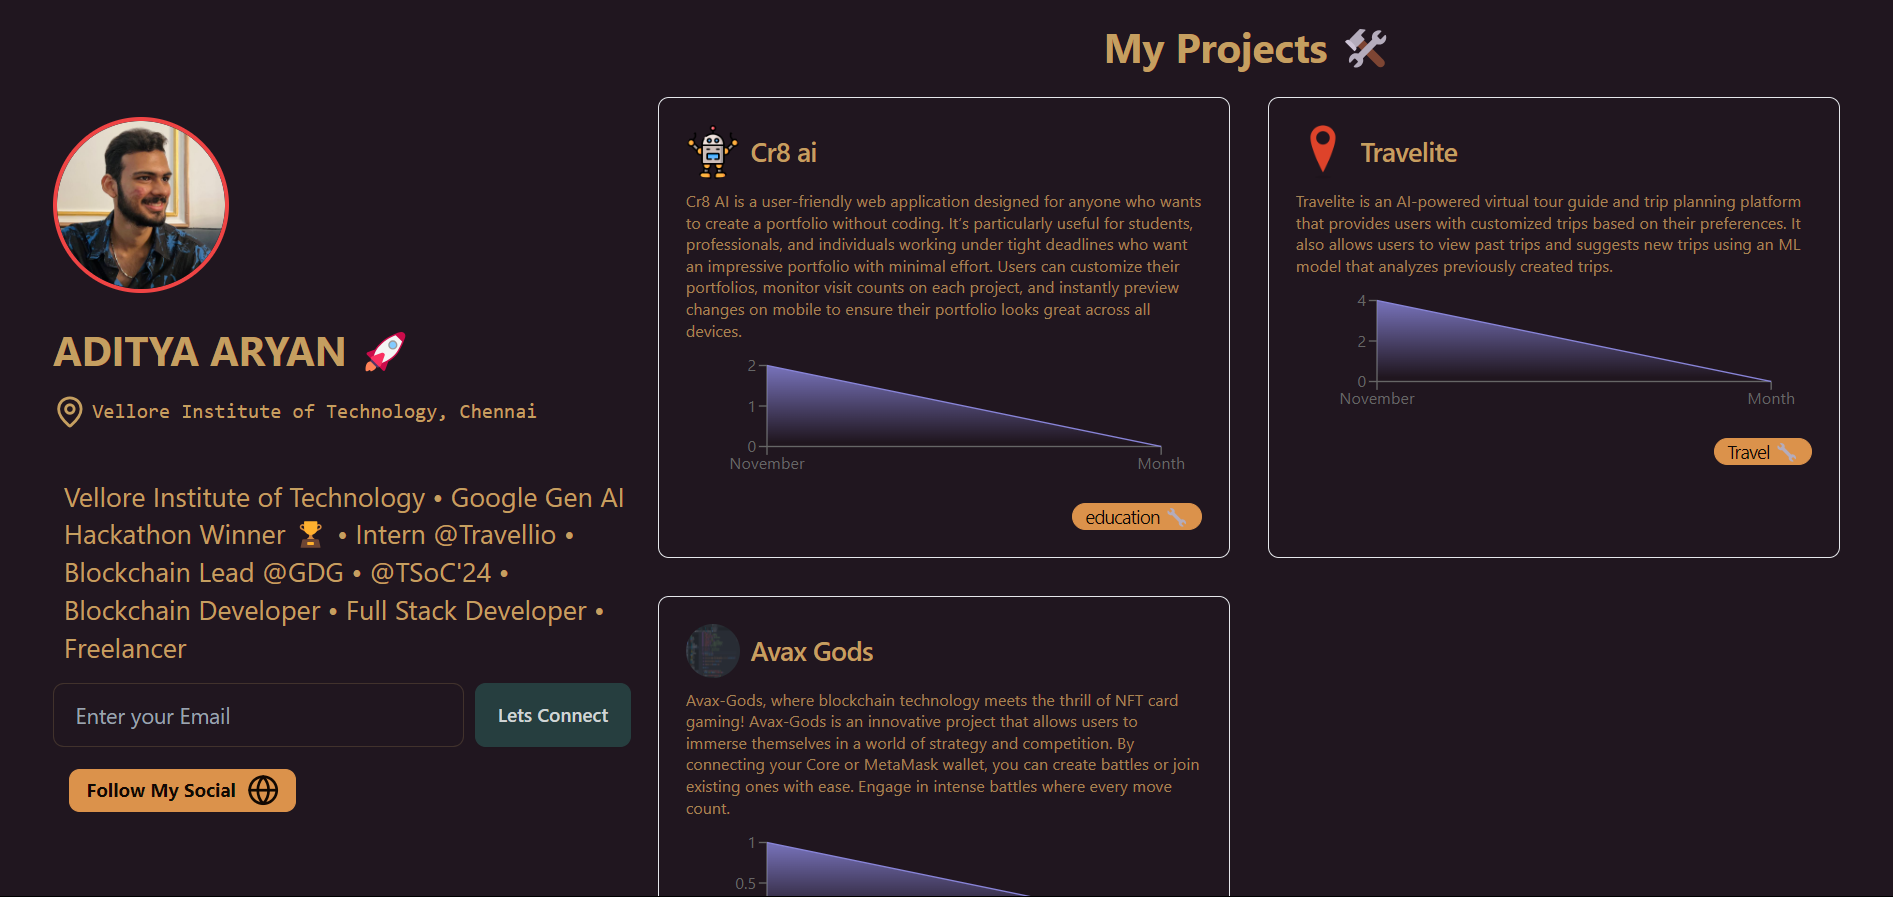 My Projects
ADITYA ARYAN
Vellore Institute of Technology, Chennai
Vellore Institute of Technology • Google Gen AI
Hackathon Winner 🏆 • Intern @Travellio •
Blockchain Lead @GDG • @TSoC'24 •
Blockchain Developer • Full Stack Developer •
Freelancer
Enter your Email
Lets Connect
Follow My Social
Cr8 ai
Cr8 AI is a user-friendly web application designed for anyone who wants
to create a portfolio without coding. It's particularly useful for students,
professionals, and individuals working under tight deadlines who want
an impressive portfolio with minimal effort. Users can customize their
portfolios, monitor visit counts on each project, and instantly preview
changes on mobile to ensure their portfolio looks great across all
devices.
2
1
0
November
Month
education
Travelite
Travelite is an AI-powered virtual tour guide and trip planning platform
that provides users with customized trips based on their preferences. It
also allows users to view past trips and suggests new trips using an ML
model that analyzes previously created trips.
4
2
0
November
Month
Travel
Avax Gods
Avax-Gods, where blockchain technology meets the thrill of NFT card
gaming! Avax-Gods is an innovative project that allows users to
immerse themselves in a world of strategy and competition. By
connecting your Core or MetaMask wallet, you can create battles or join
existing ones with ease. Engage in intense battles where every move
count.
1
0.5